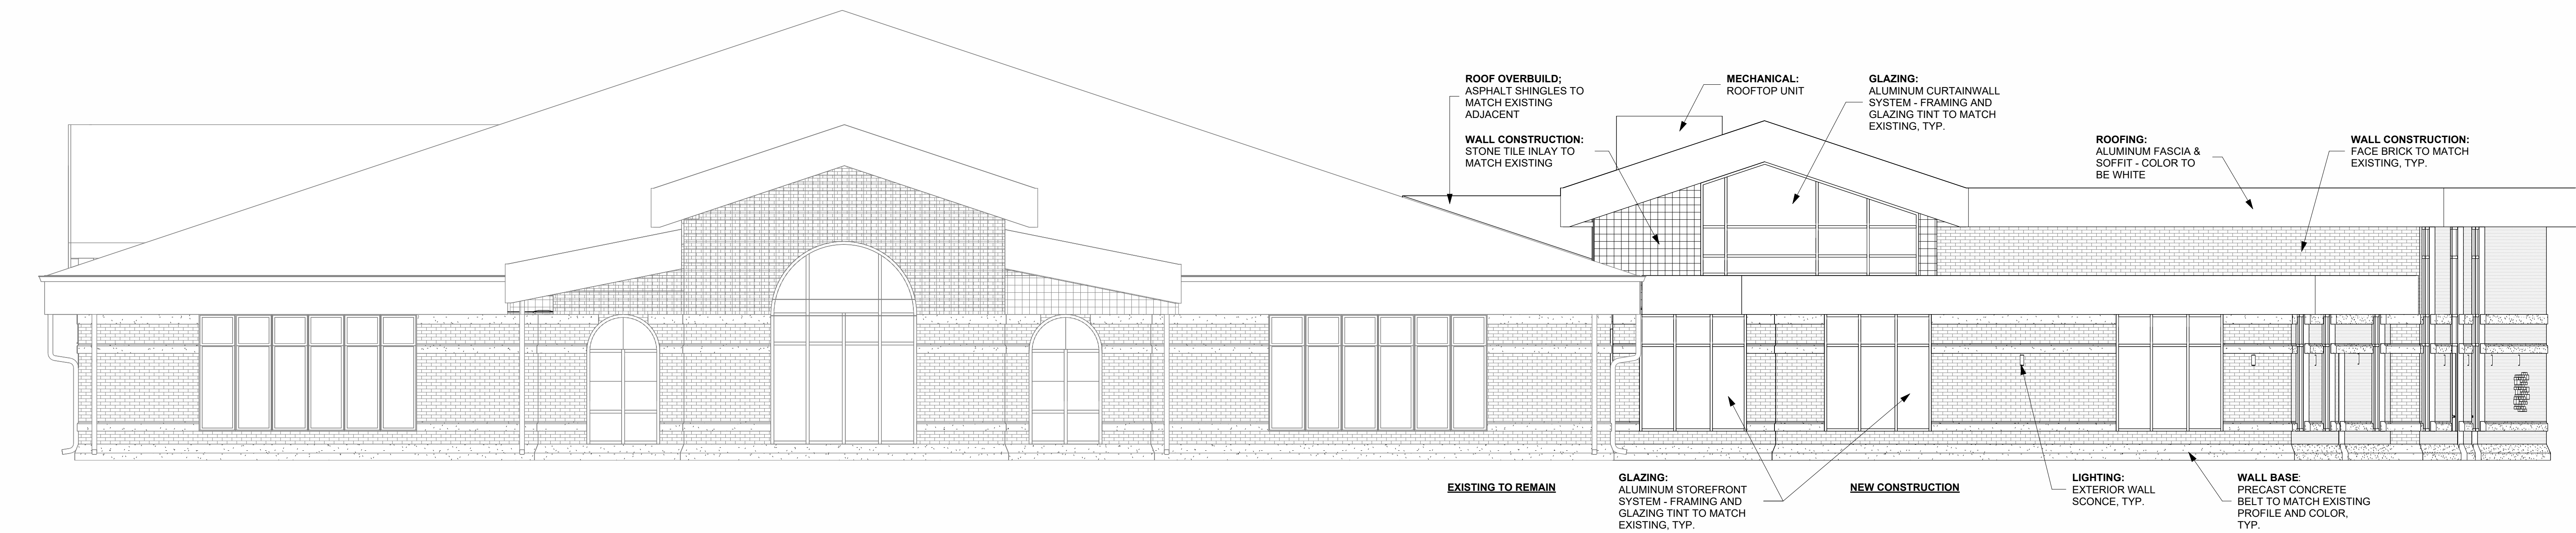 ROOF OVERBUILD;
ASPHALT SHINGLES TO
MATCH EXISTING
ADJACENT
WALL CONSTRUCTION:
STONE TILE INLAY TO
MATCH EXISTING
MECHANICAL:
ROOFTOP UNIT
GLAZING:
ALUMINUM CURTAINWALL
SYSTEM - FRAMING AND
GLAZING TINT TO MATCH
EXISTING, TYP.
ROOFING:
ALUMINUM FASCIA &
SOFFIT - COLOR TO
BE WHITE
WALL CONSTRUCTION:
FACE BRICK TO MATCH
EXISTING, TYP.
EXISTING TO REMAIN
GLAZING:
ALUMINUM STOREFRONT
SYSTEM - FRAMING AND
GLAZING TINT TO MATCH
EXISTING, TYP.
NEW CONSTRUCTION
LIGHTING:
EXTERIOR WALL
SCONCE, TYP.
WALL BASE:
PRECAST CONCRETE
BELT TO MATCH EXISTING
PROFILE AND COLOR,
TYP.